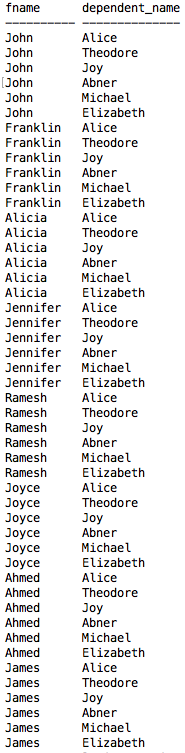 fname dependent_name
---------- ---------------
John Alice
John Theodore
John Joy
John Abner
John Michael
John Elizabeth
Franklin Alice
Franklin Theodore
Franklin Joy
Franklin Abner
Franklin Michael
Franklin Elizabeth
Alicia Alice
Alicia Theodore
Alicia Joy
Alicia Abner
Alicia Michael
Alicia Elizabeth
Jennifer Alice
Jennifer Theodore
Jennifer Joy
Jennifer Abner
Jennifer Michael
Jennifer Elizabeth
Ramesh Alice
Ramesh Theodore
Ramesh Joy
Ramesh Abner
Ramesh Michael
Ramesh Elizabeth
Joyce Alice
Joyce Theodore
Joyce Joy
Joyce Abner
Joyce Michael
Joyce Elizabeth
Ahmed Alice
Ahmed Theodore
Ahmed Joy
Ahmed Abner
Ahmed Michael
Ahmed Elizabeth
James Alice
James Theodore
James Joy
James Abner
James Michael
James Elizabeth